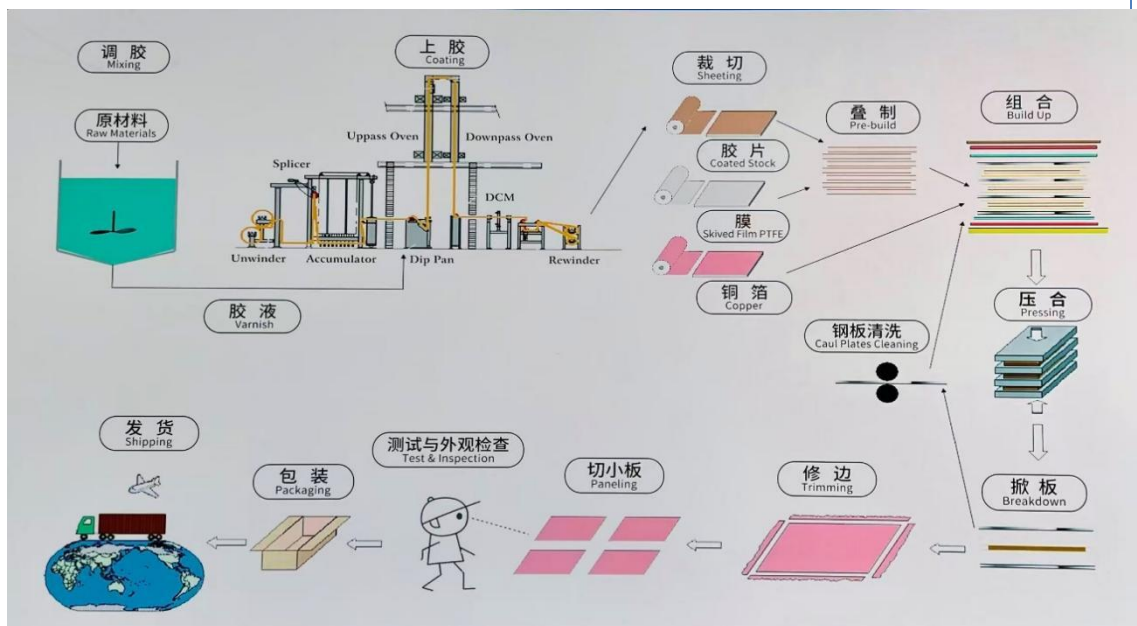 调胶
Mixing
原材料
Raw Materials
胶液
Varnish
上胶
Coating
Uppass Oven
Downpass Oven
Splicer
DCM
Unwinder
Accumulator
Dip Pan
Rewinder
裁切
Sheeting
胶片
Coated Stock
膜
Skived Film PTFE
铜箔
Copper
叠制
Pre-build
组合
Build Up
压合
Pressing
钢板清洗
Caul Plates Cleaning
掀板
Breakdown
修边
Trimming
切小板
Paneling
测试与外观检查
Test & Inspection
包装
Packaging
发货
Shipping